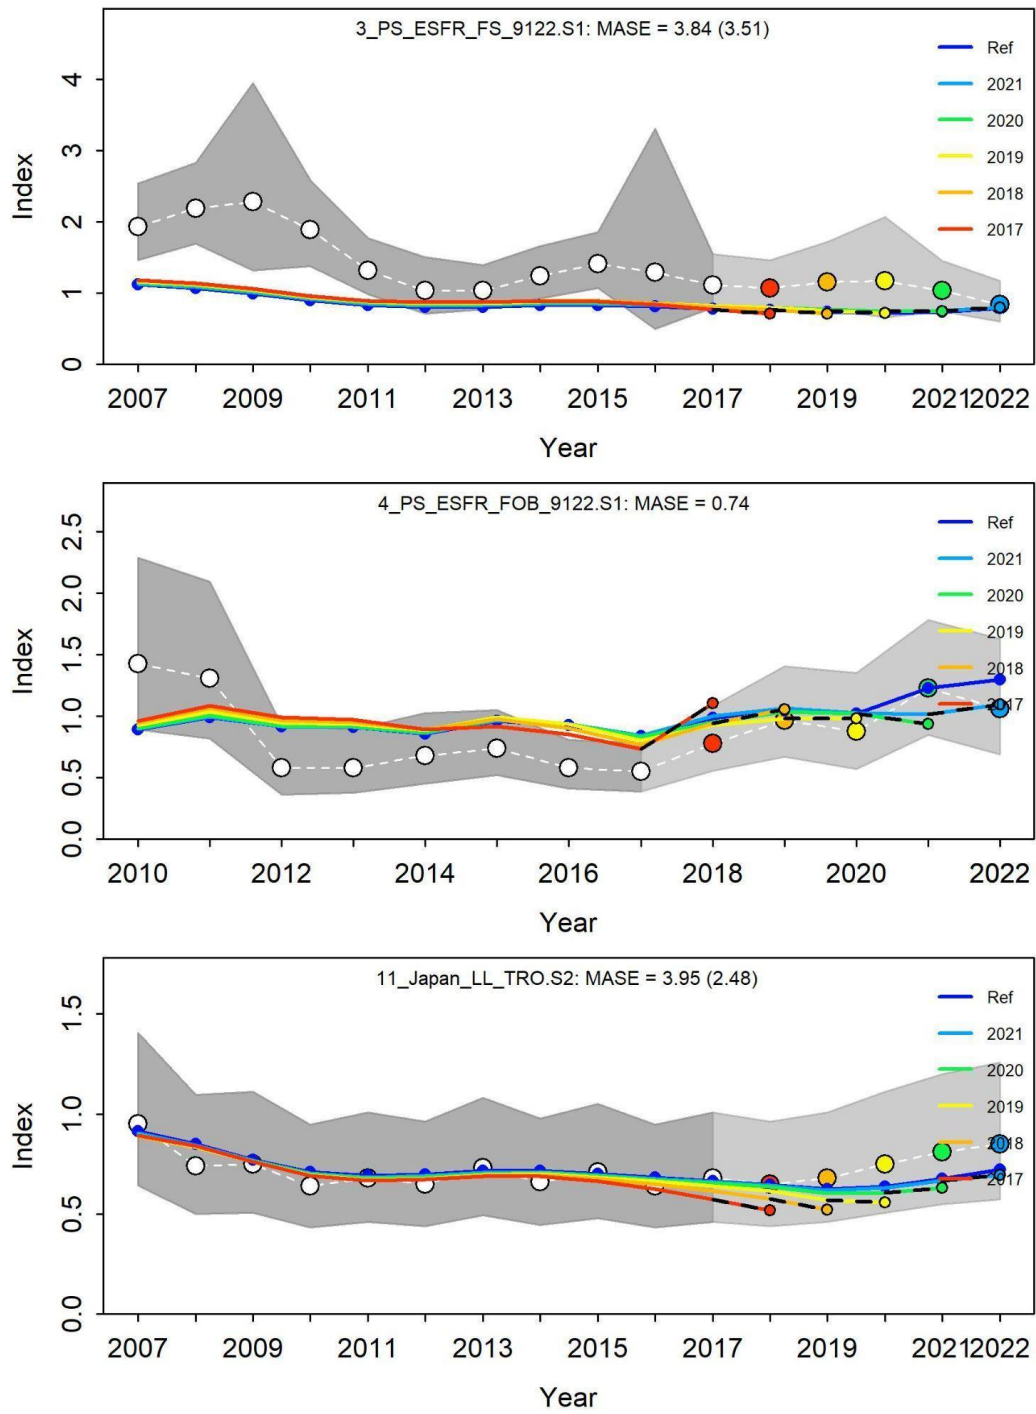 3_PS_ESFR_FS_9122.S1: MASE = 3.84 (3.51)
Index
0 1 2 3 4
2007 2009 2011 2013 2015 2017 2019 2021 2022
Year
Ref
2021
2020
2019
2018
2017
4_PS_ESFR_FOB_9122.S1: MASE = 0.74
Index
0.0 0.5 1.0 1.5 2.0 2.5
2010 2012 2014 2016 2018 2020 2022
Year
Ref
2021
2020
2019
2018
2017
11_Japan_LL_TRO.S2: MASE = 3.95 (2.48)
Index
0.0 0.5 1.0 1.5
2007 2009 2011 2013 2015 2017 2019 2021 2022
Year
Ref
2021
2020
2019
2018
2017